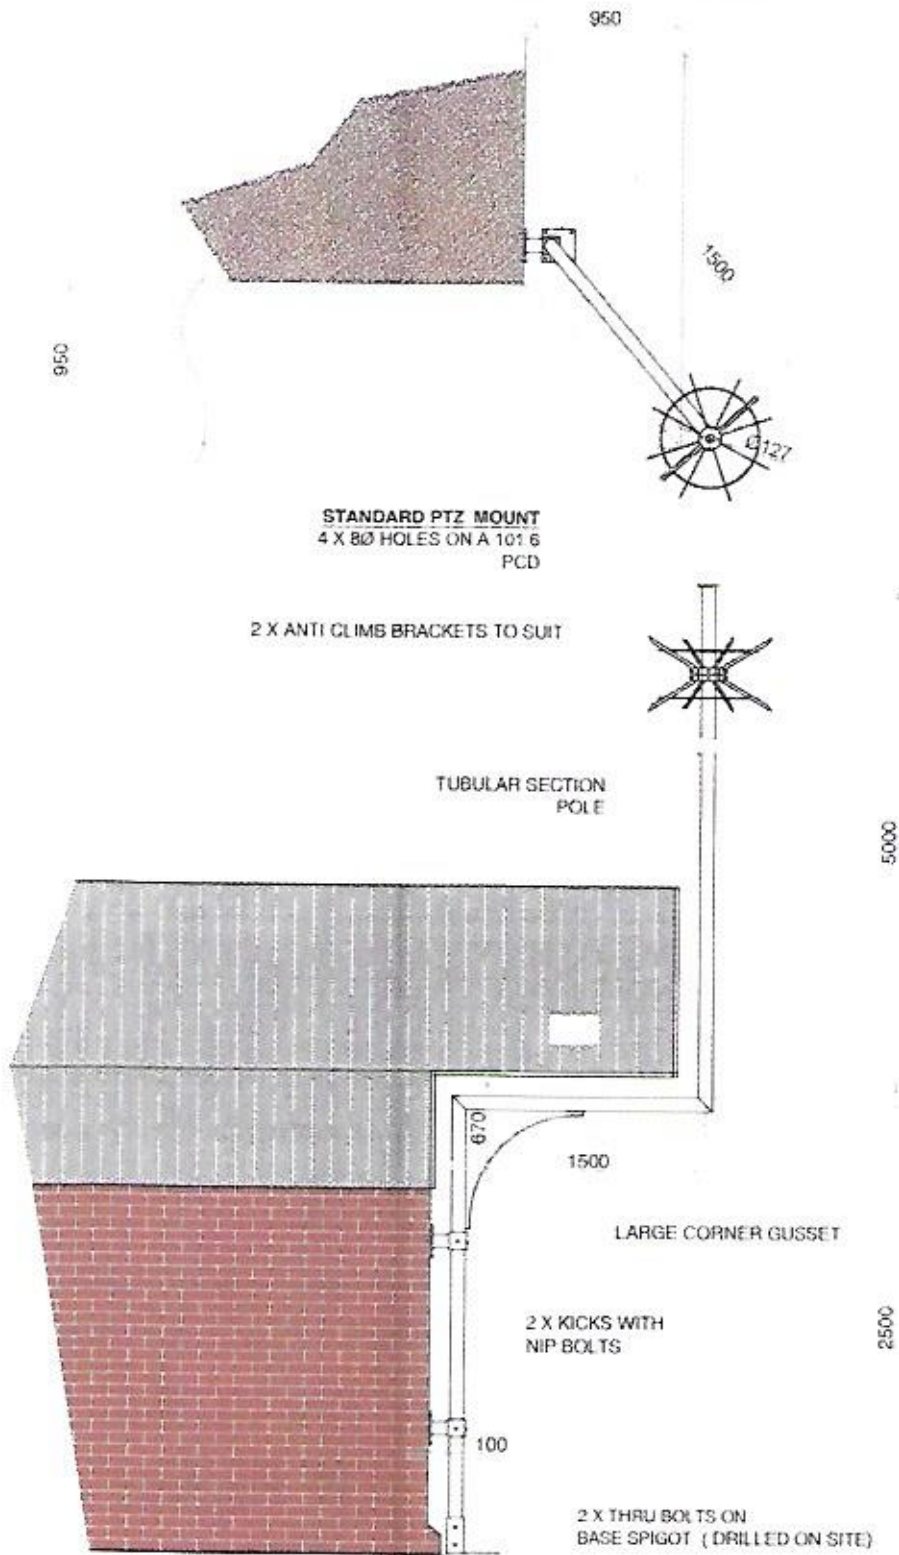 950
1500
950
Ø127
STANDARD PTZ MOUNT
4 X 8Ø HOLES ON A 101.6
PCD
2 X ANTI CLIMB BRACKETS TO SUIT
TUBULAR SECTION
POLE
5000
670
1500
LARGE CORNER GUSSET
2 X KICKS WITH
NIP BOLTS
2500
100
2 X THRU BOLTS ON
BASE SPIGOT ( DRILLED ON SITE)